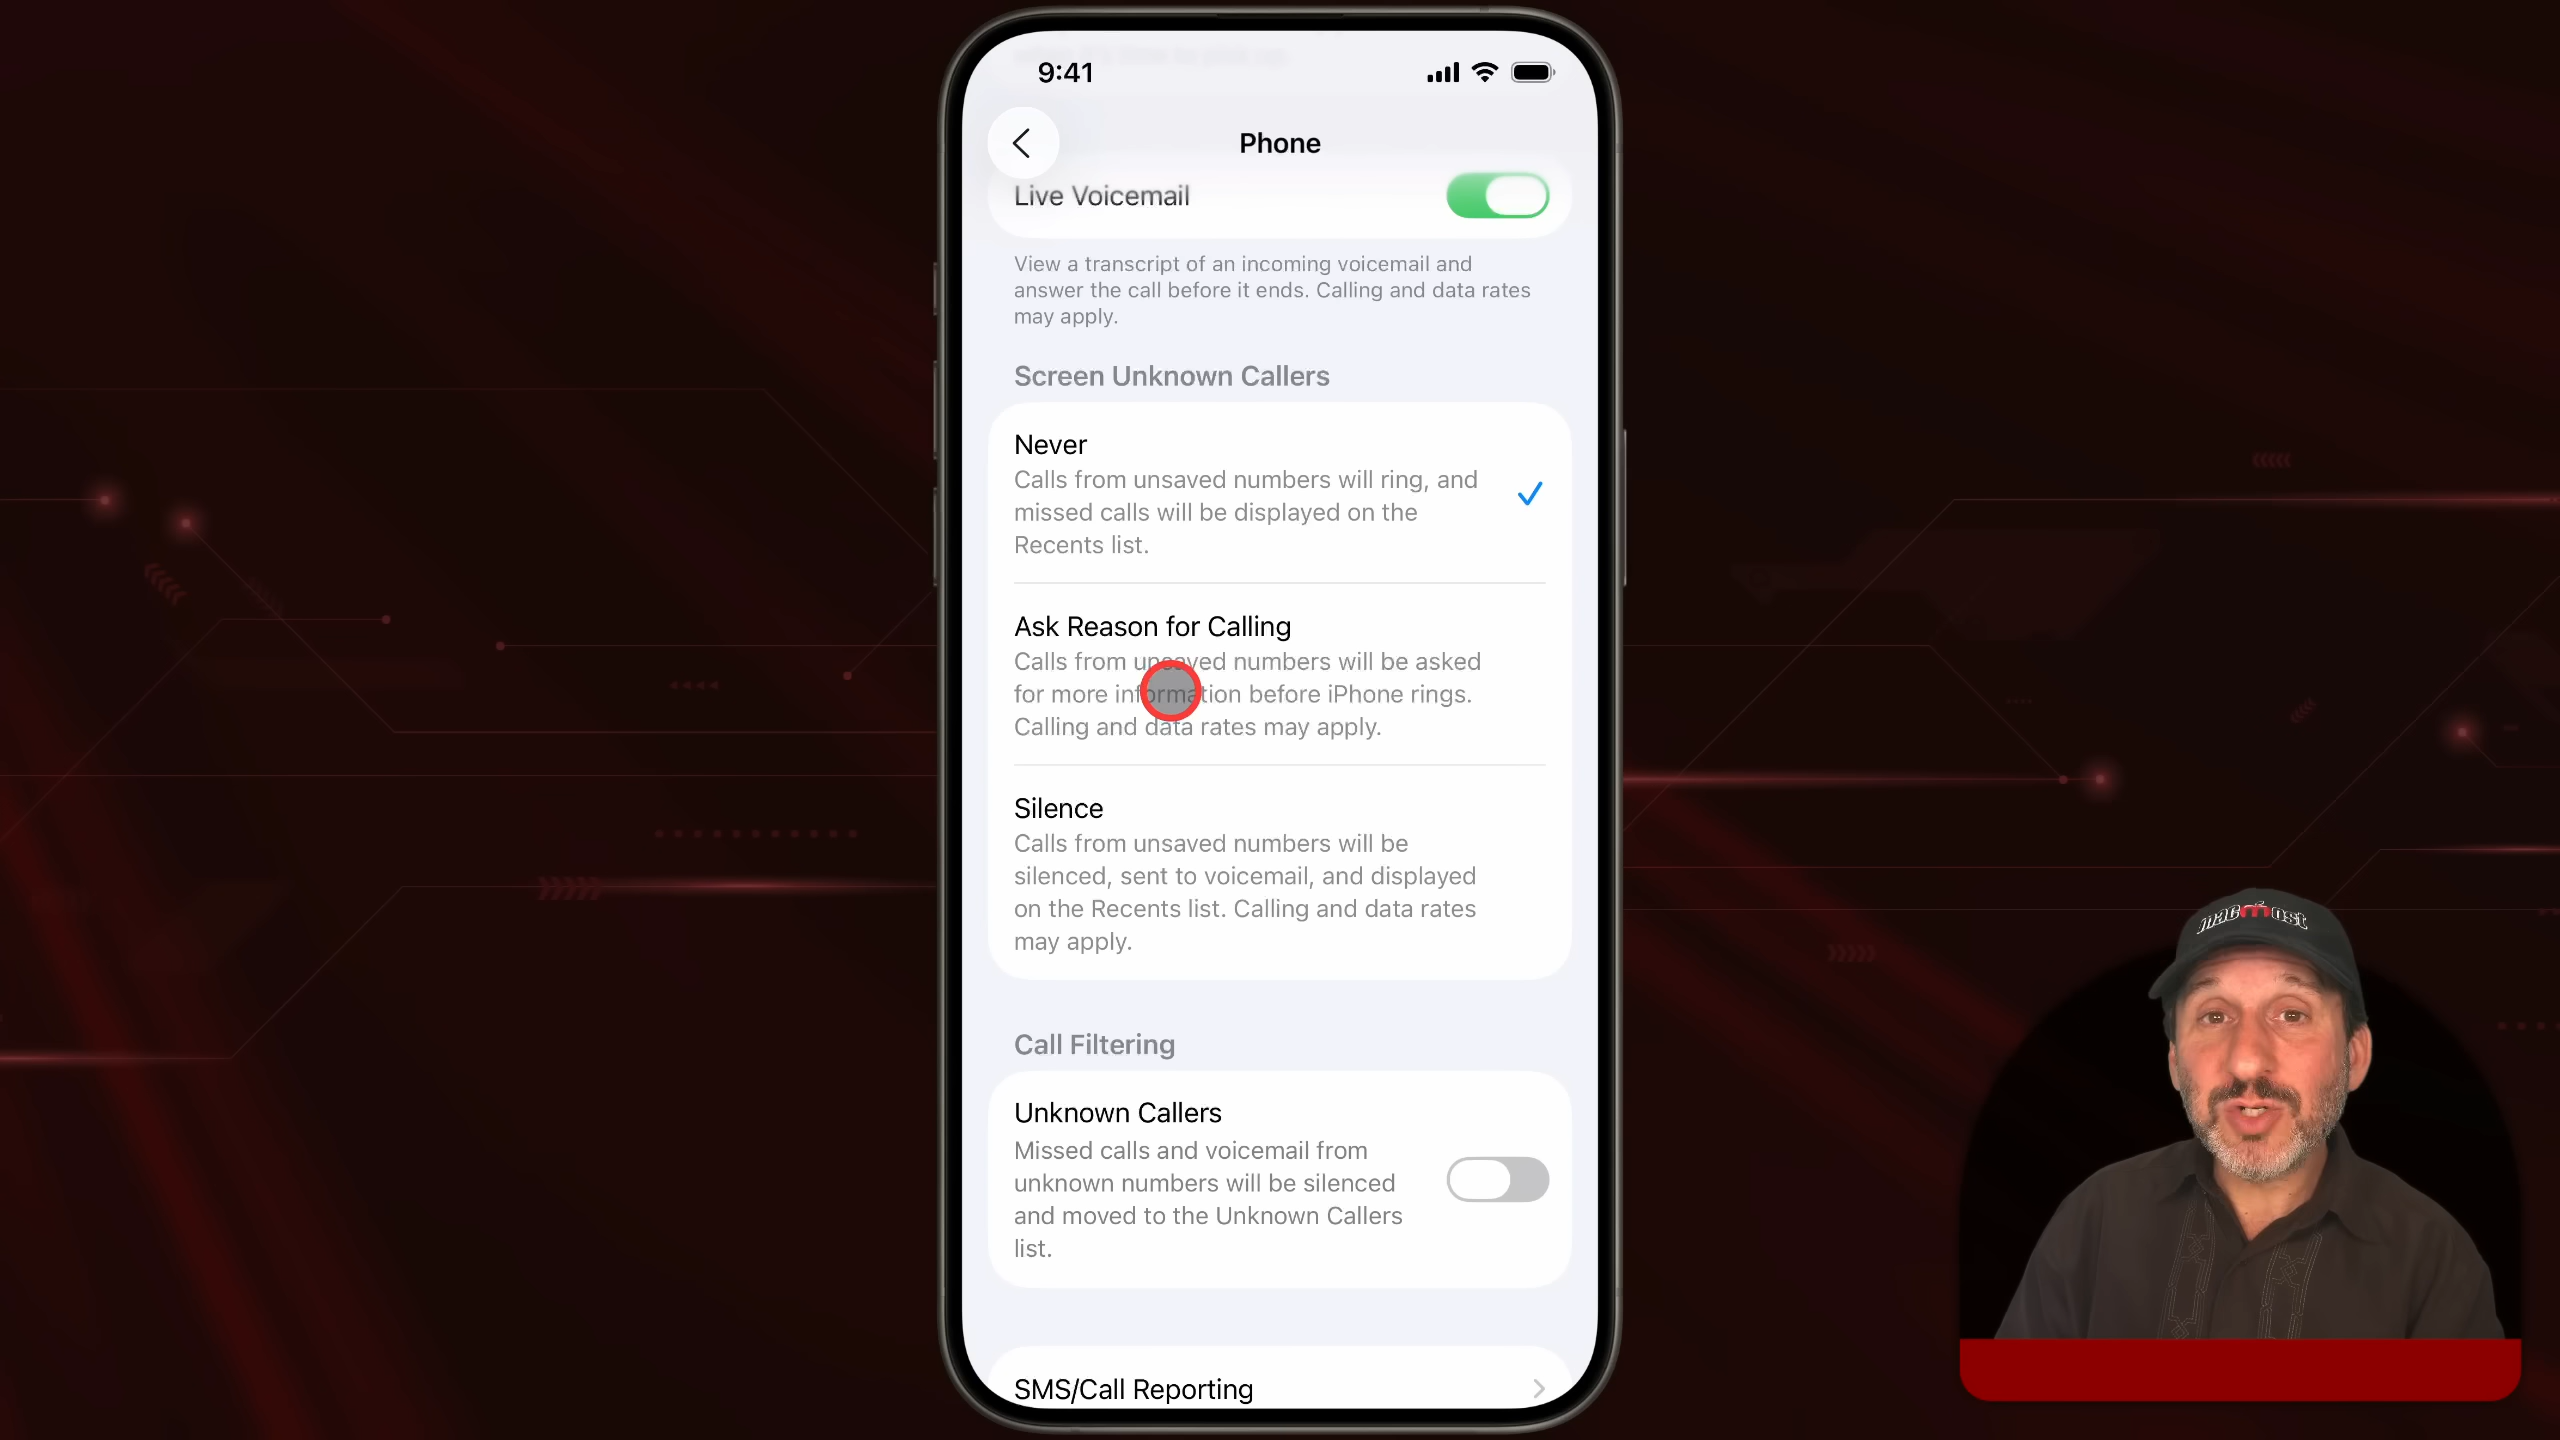 9:41
Phone
Live Voicemail
View a transcript of an incoming voicemail and
answer the call before it ends. Calling and data rates
may apply.
Screen Unknown Callers
Never
Calls from unsaved numbers will ring, and
missed calls will be displayed on the
Recents list.
Ask Reason for Calling
Calls from unsaved numbers will be asked
for more information before iPhone rings.
Calling and data rates may apply.
Silence
Calls from unsaved numbers will be
silenced, sent to voicemail, and displayed
on the Recents list. Calling and data rates
may apply.
Call Filtering
Unknown Callers
Missed calls and voicemail from
unknown numbers will be silenced
and moved to the Unknown Callers
list.
SMS/Call Reporting
macmost